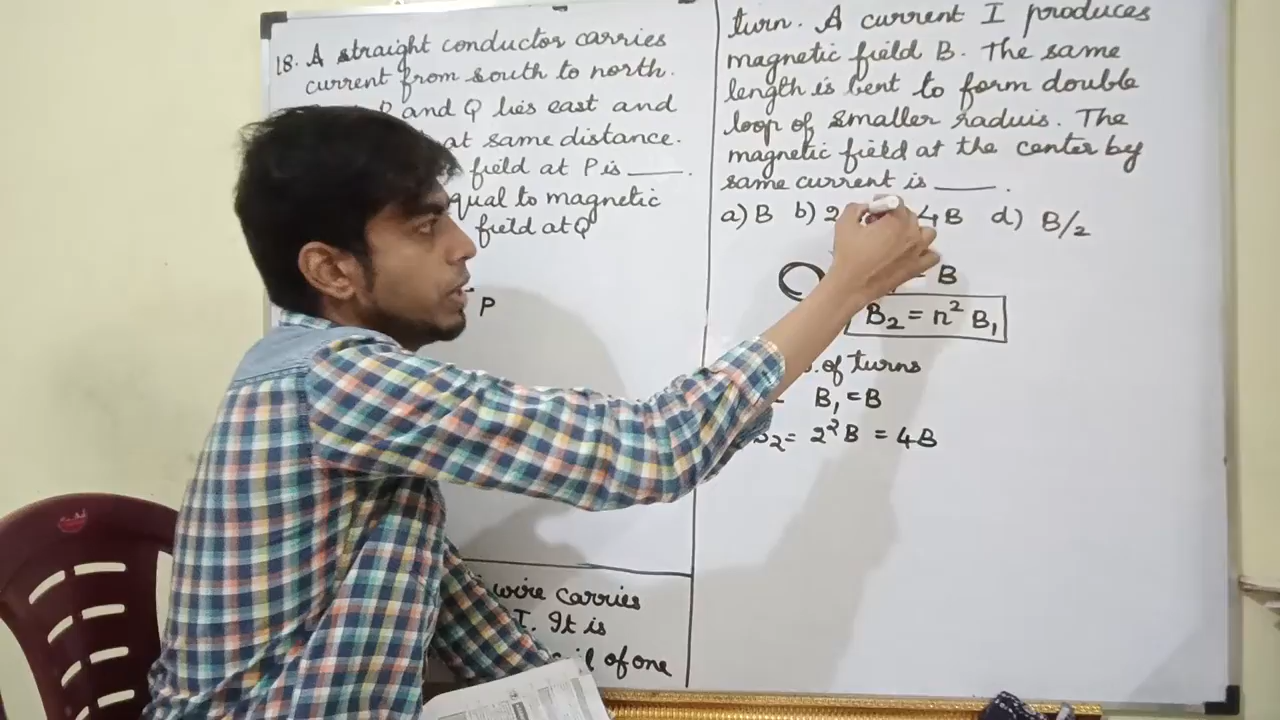 18. A straight conductor carries
current from south to north.
P and Q lies east and
at same distance.
field at P is ____.
qual to magnetic
field at Q
P
wire carries
I. It is
il of one
turn. A current I produces
magnetic field B. The same
length is bent to form double
loop of smaller raduis. The
magnetic field at the center by
same current is ____.
a) B b) 2 4B d) B/2
= B
B₂ = n² B₁
. of turns
B₁ = B
B₂ = 2² B = 4B